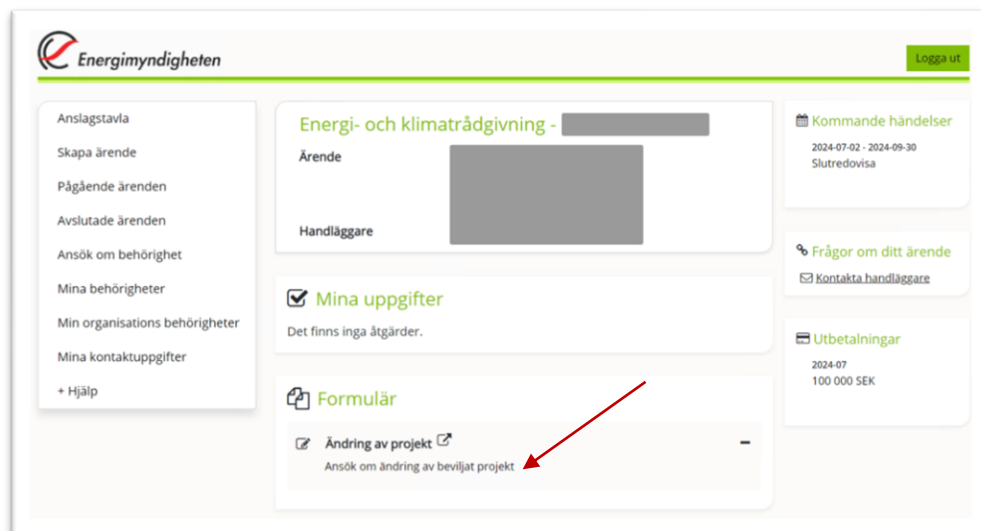 Energimyndigheten
Logga ut
Anslagstavla
Skapa ärende
Pågående ärenden
Avslutade ärenden
Ansök om behörighet
Mina behörigheter
Min organisations behörigheter
Mina kontaktuppgifter
+ Hjälp
Energi- och klimatrådgivning -
Ärende
Handläggare
Mina uppgifter
Det finns inga åtgärder.
Formulär
Ändring av projekt
Ansök om ändring av beviljat projekt
Kommande händelser
2024-07-02 - 2024-09-30
Slutredovisa
Frågor om ditt ärende
Kontakta handläggare
Utbetalningar
2024-07
100 000 SEK